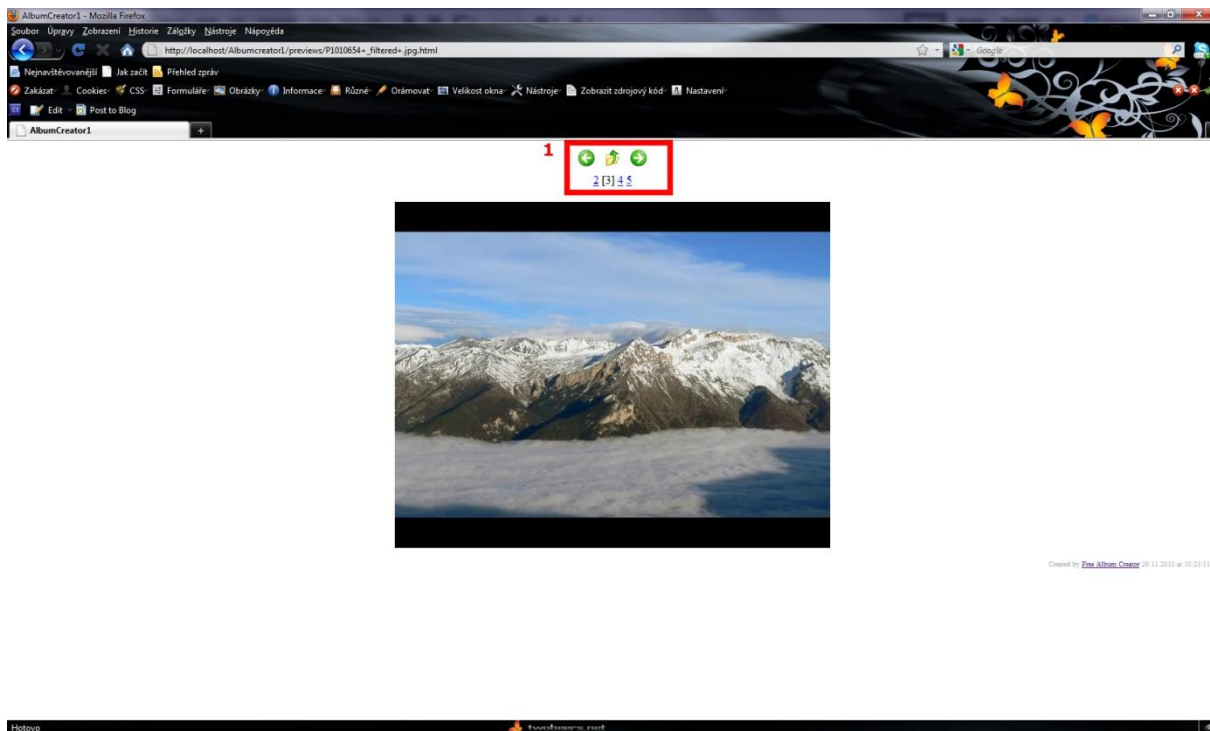 AlbumCreator1 - Mozilla Firefox
Soubor Úpravy Zobrazení Historie Záložky Nástroje Nápověda
http://localhost/Albumcreator1/previews/P1010654+_filtered+.jpg.html
Google
Nejnavštěvovanější Jak začít Přehled zpráv
Zakázat Cookies CSS Formuláře Obrázky Informace Různé Orámovat Velikost okna Nástroje Zobrazit zdrojový kód Nastavení
Edit Post to Blog
AlbumCreator1 +
1
2 [3] 4 5
Created by Free Album Creator 28.11.2010 at 10:23:11
Hotovo
twobeers.net